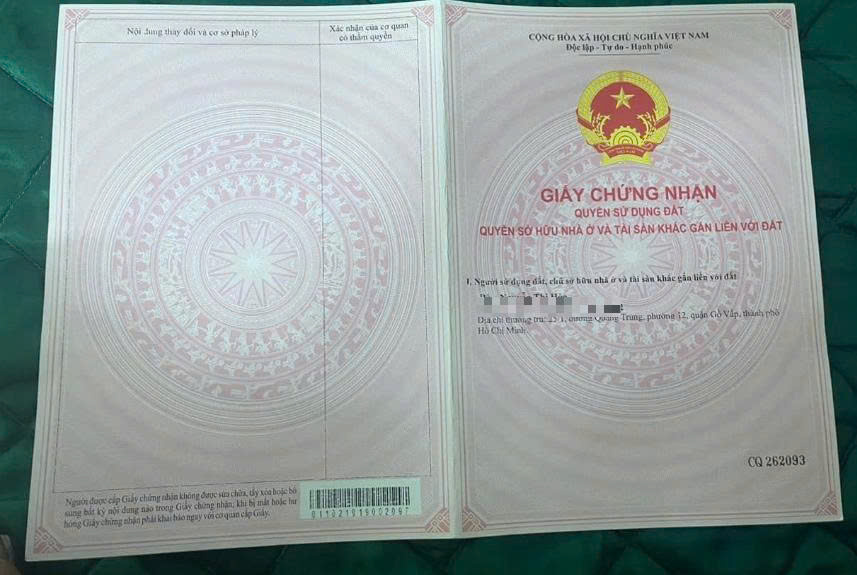 Nội dung thay đổi và cơ sở pháp lý
Xác nhận của cơ quan
có thẩm quyền
Người được cấp Giấy chứng nhận không được sửa chữa, tẩy xóa hoặc bổ
sung bất kỳ nội dung nào trong Giấy chứng nhận; khi bị mất hoặc hư
hỏng Giấy chứng nhận phải khai báo ngay với cơ quan cấp Giấy.
CỘNG HÒA XÃ HỘI CHỦ NGHĨA VIỆT NAM
Độc lập - Tự do - Hạnh phúc
GIẤY CHỨNG NHẬN
QUYỀN SỬ DỤNG ĐẤT
QUYỀN SỞ HỮU NHÀ Ở VÀ TÀI SẢN KHÁC GẮN LIỀN VỚI ĐẤT
I. Người sử dụng đất, chủ sở hữu nhà ở và tài sản khác gắn liền với đất
Địa chỉ thường đường Quang Trung, phường 12, quận Gò Vấp, thành phố
Hồ Chí Minh.
CQ 262093